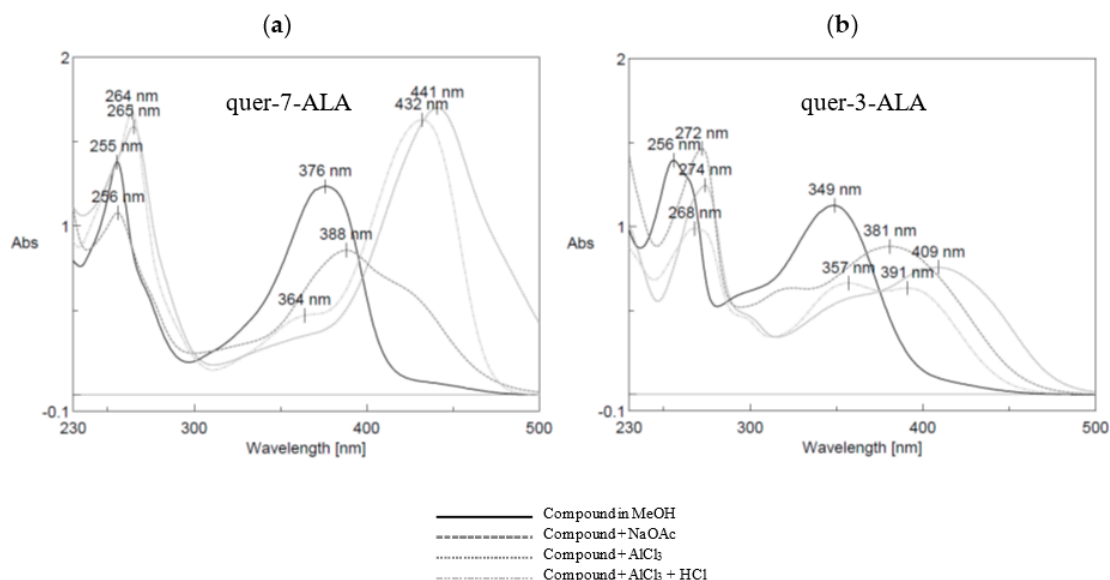 (a)
2
264 nm
265 nm
quer-7-ALA
441 nm
432 nm
255 nm
376 nm
256 nm
1
Abs
388 nm
364 nm
-0.1
230
300
400
500
Wavelength [nm]
(b)
2
quer-3-ALA
272 nm
256 nm
274 nm
349 nm
1
268 nm
381 nm
Abs
409 nm
357 nm
391 nm
-0.1
230
300
400
500
Wavelength [nm]
Compound in MeOH
Compound + NaOAc
Compound + AlCl₃
Compound + AlCl₃ + HCl